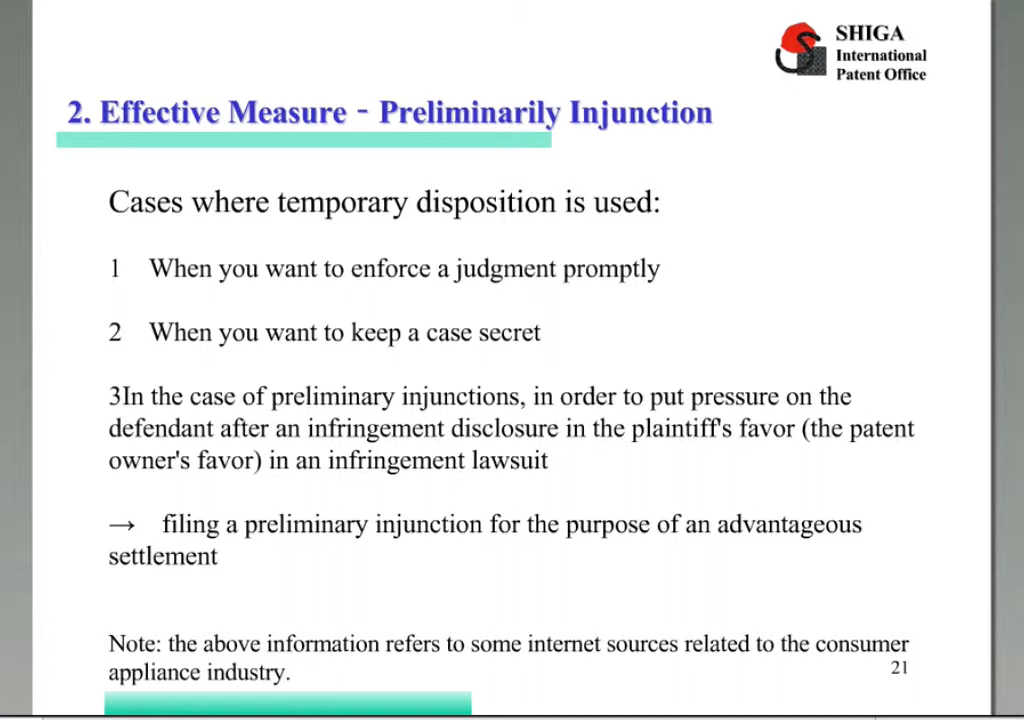 SHIGA
International
Patent Office
2. Effective Measure - Preliminarily Injunction
Cases where temporary disposition is used:
1 When you want to enforce a judgment promptly
2 When you want to keep a case secret
3In the case of preliminary injunctions, in order to put pressure on the
defendant after an infringement disclosure in the plaintiff's favor (the patent
owner's favor) in an infringement lawsuit
→ filing a preliminary injunction for the purpose of an advantageous
settlement
Note: the above information refers to some internet sources related to the consumer
appliance industry.
21